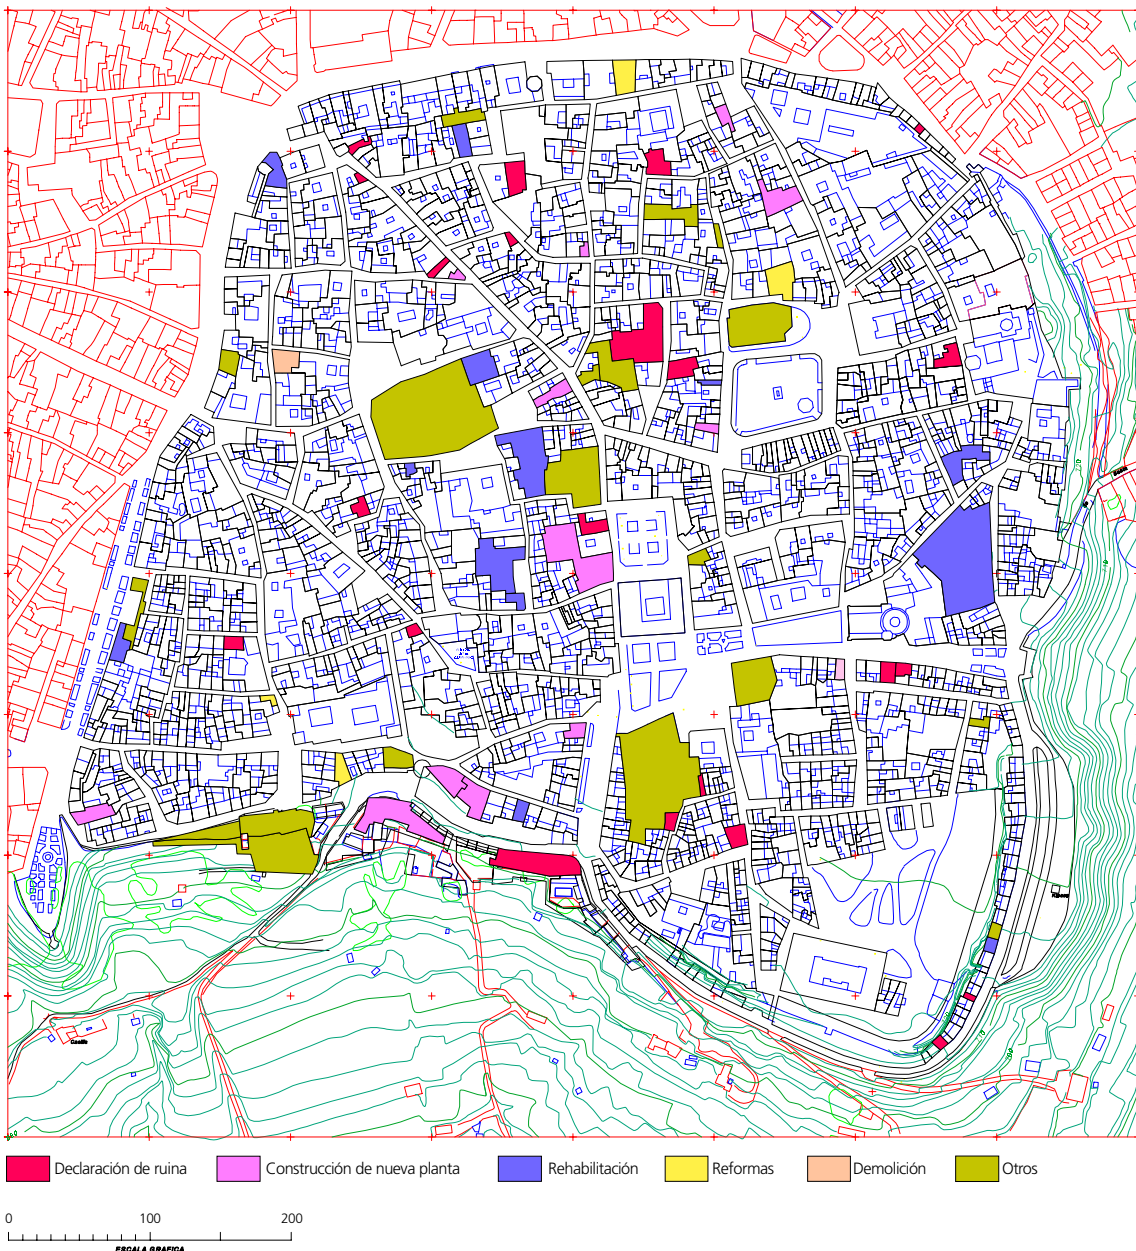 Declaración de ruina
Construcción de nueva planta
Rehabilitación
Reformas
Demolición
Otros
0 100 200
ESCALA GRAFICA